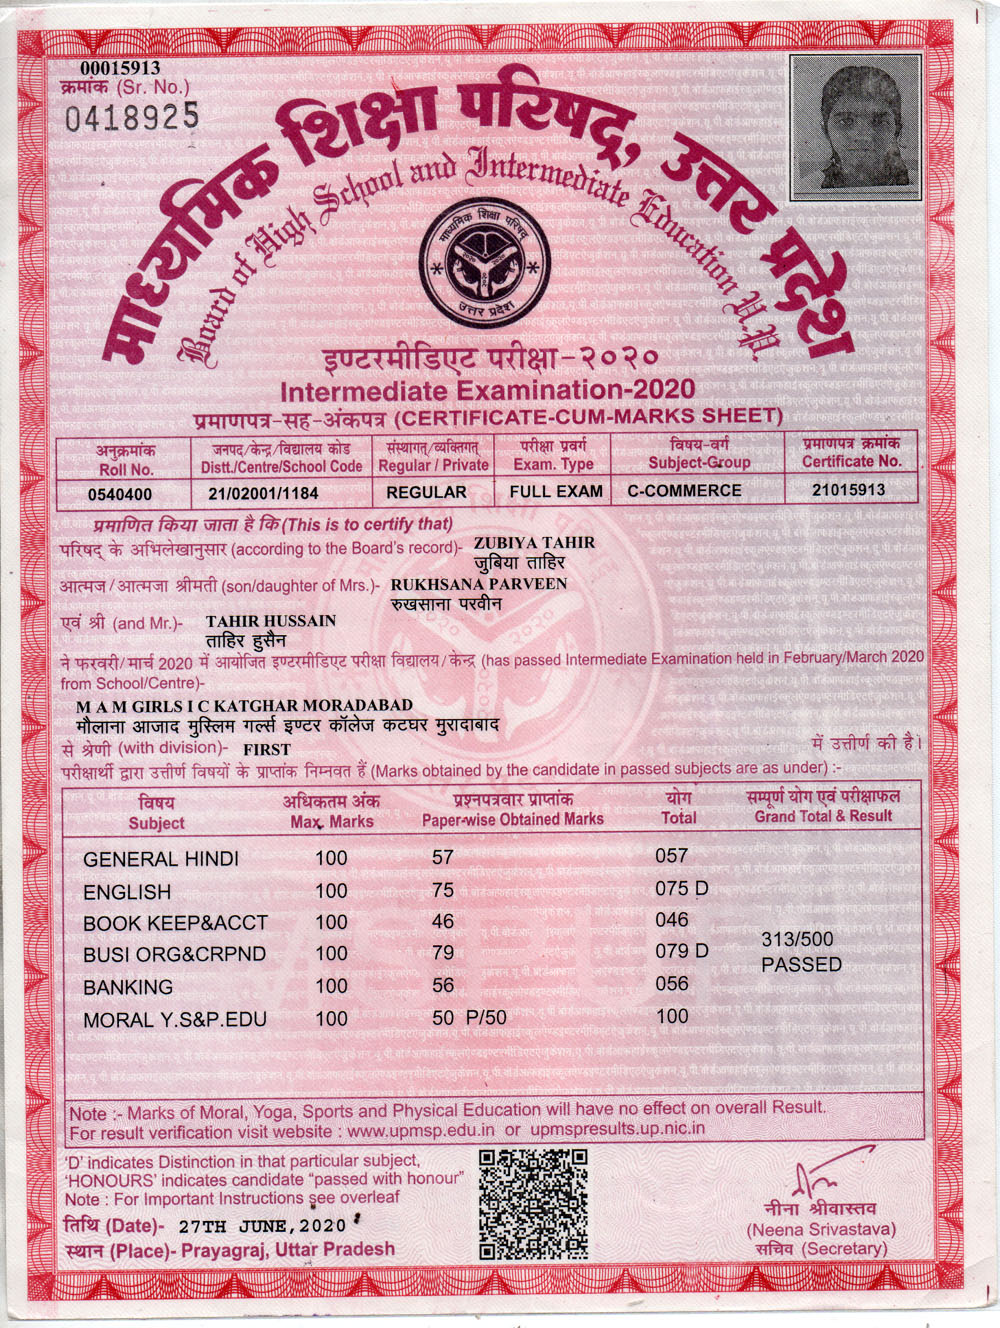 00015913
क्रमांक (Sr. No.)
0418925
माध्यमिक शिक्षा परिषद्, उत्तर प्रदेश
Board of High School and Intermediate Education U.P.
माध्यमिक शिक्षा परिषद्
उत्तर प्रदेश
इण्टरमीडिएट परीक्षा-२०२०
Intermediate Examination-2020
प्रमाणपत्र-सह-अंकपत्र (CERTIFICATE-CUM-MARKS SHEET)
अनुक्रमांक जनपद/केन्द्र/विद्यालय कोड संस्थागत/व्यक्तिगत् परीक्षा प्रवर्ग विषय-वर्ग प्रमाणपत्र क्रमांक
Roll No. Distt./Centre/School Code Regular / Private Exam. Type Subject-Group Certificate No.
0540400 21/02001/1184 REGULAR FULL EXAM C-COMMERCE 21015913
प्रमाणित किया जाता है कि (This is to certify that)
परिषद् के अभिलेखानुसार (according to the Board's record)- ZUBIYA TAHIR
जुबिया ताहिर
आत्मज / आत्मजा श्रीमती (son/daughter of Mrs.)- RUKHSANA PARVEEN
रुखसाना परवीन
एवं श्री (and Mr.)- TAHIR HUSSAIN
ताहिर हुसैन
ने फरवरी/मार्च 2020 में आयोजित इण्टरमीडिएट परीक्षा विद्यालय/केन्द्र (has passed Intermediate Examination held in February/March 2020
from School/Centre)-
M A M GIRLS I C KATGHAR MORADABAD
मौलाना आजाद मुस्लिम गर्ल्स इण्टर कॉलेज कटघर मुरादाबाद
से श्रेणी (with division)- FIRST में उत्तीर्ण की है।
परीक्षार्थी द्वारा उत्तीर्ण विषयों के प्राप्तांक निम्नवत हैं (Marks obtained by the candidate in passed subjects are as under) :-
विषय अधिकतम अंक प्रश्नपत्रवार प्राप्तांक योग सम्पूर्ण योग एवं परीक्षाफल
Subject Max. Marks Paper-wise Obtained Marks Total Grand Total & Result
GENERAL HINDI 100 57 057
ENGLISH 100 75 075 D
BOOK KEEP&ACCT 100 46 046
BUSI ORG&CRPND 100 79 079 D
313/500
PASSED
BANKING 100 56 056
MORAL Y.S&P.EDU 100 50 P/50 100
Note :- Marks of Moral, Yoga, Sports and Physical Education will have no effect on overall Result.
For result verification visit website : www.upmsp.edu.in or upmspresults.up.nic.in
'D' indicates Distinction in that particular subject,
'HONOURS' indicates candidate "passed with honour"
Note : For Important Instructions see overleaf
तिथि (Date)- 27TH JUNE,2020
स्थान (Place)- Prayagraj, Uttar Pradesh
नीना श्रीवास्तव
(Neena Srivastava)
सचिव (Secretary)